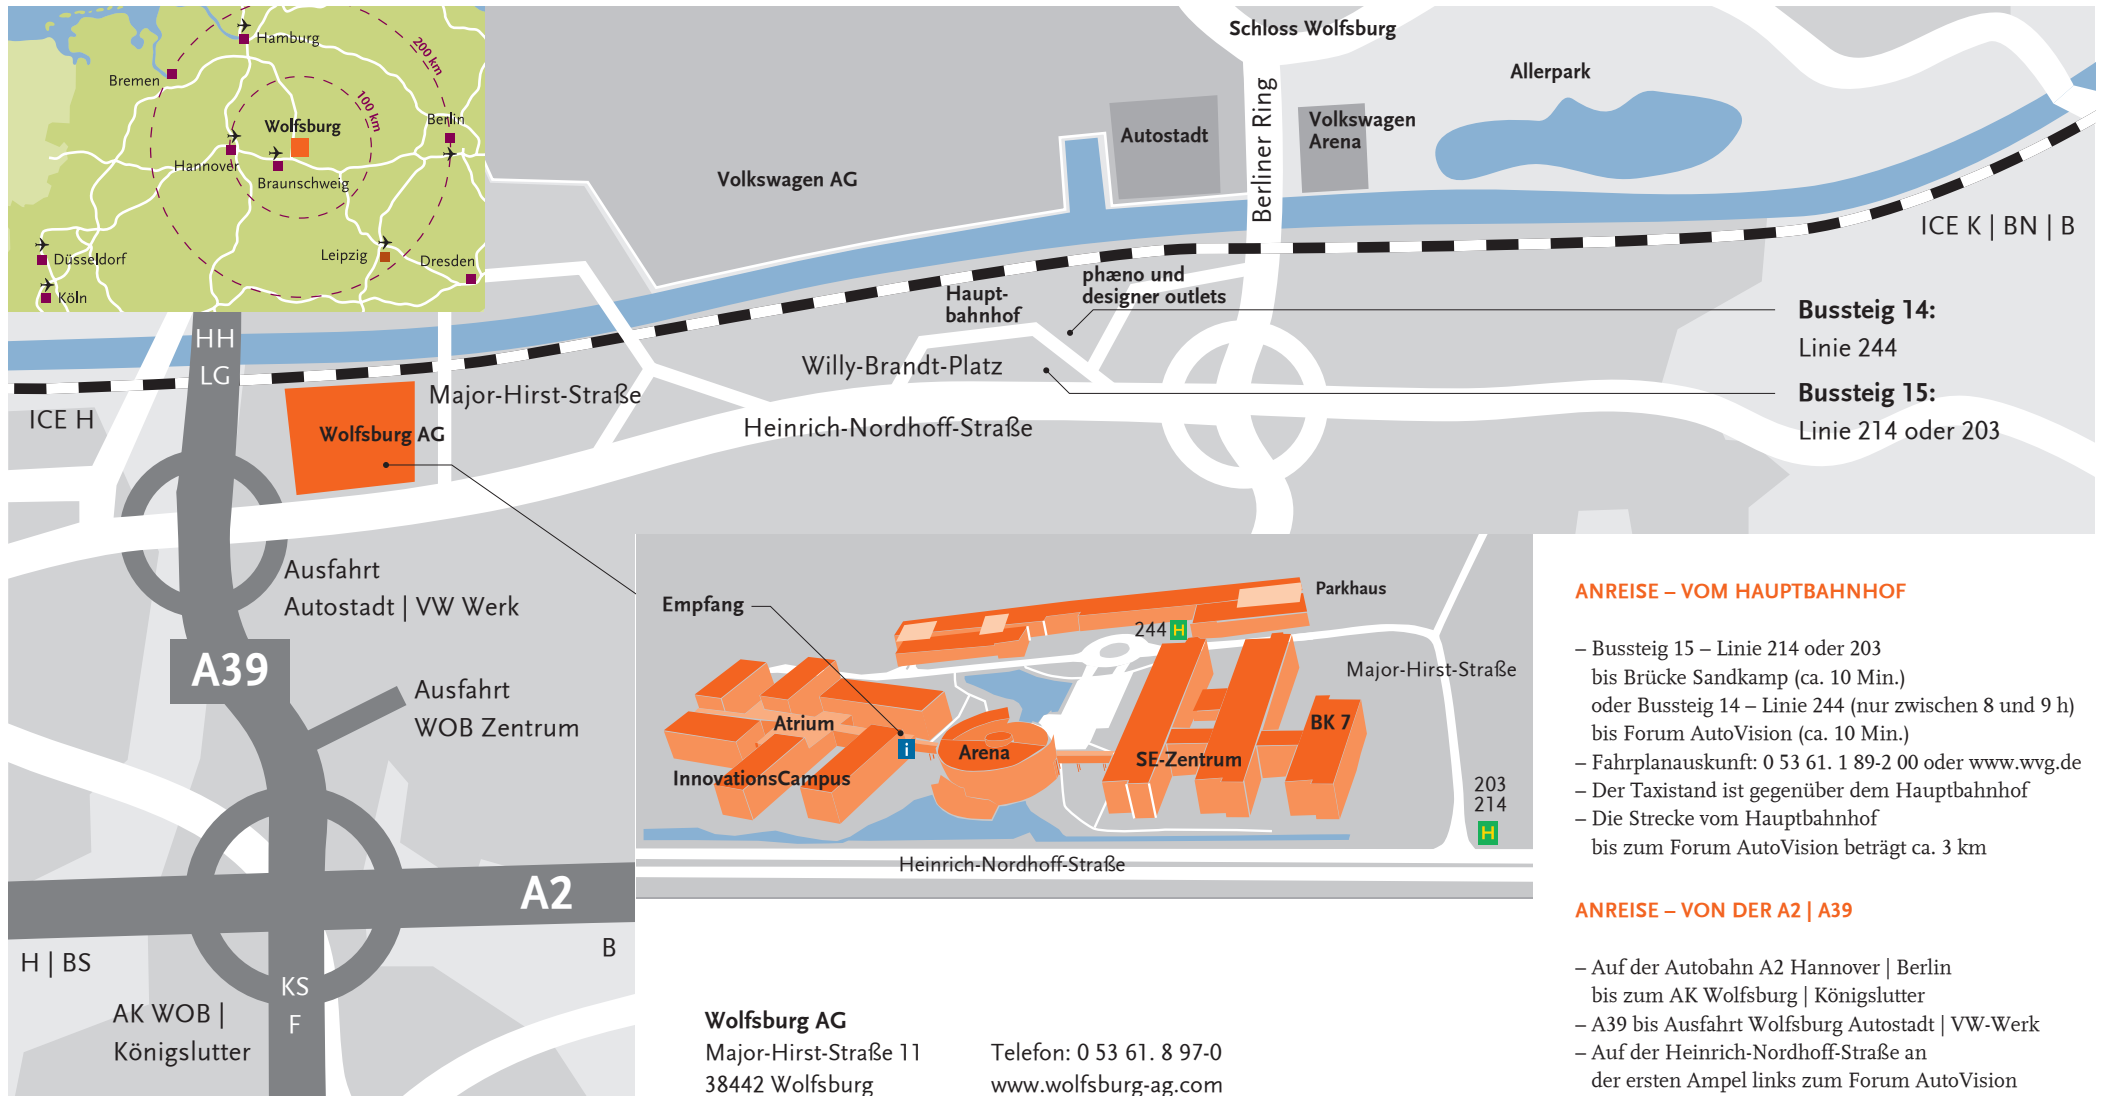 Hamburg
Bremen
200 km
100 km
Wolfsburg
Berlin
Hannover
Braunschweig
Düsseldorf
Köln
Leipzig
Dresden
Schloss Wolfsburg
Allerpark
Berliner Ring
Autostadt
Volkswagen
Arena
Volkswagen AG
ICE K | BN | B
phæno und
designer outlets
Haupt-
bahnhof
Bussteig 14:
Linie 244
Willy-Brandt-Platz
Bussteig 15:
Linie 214 oder 203
HH
LG
ICE H
Major-Hirst-Straße
Wolfsburg AG
Heinrich-Nordhoff-Straße
Ausfahrt
Autostadt | VW Werk
A39
Ausfahrt
WOB Zentrum
A2
H | BS
B
KS
F
AK WOB |
Königslutter
Empfang
Parkhaus
244 H
Major-Hirst-Straße
Atrium
i
Arena
BK 7
SE-Zentrum
InnovationsCampus
203
214
H
Heinrich-Nordhoff-Straße
Wolfsburg AG
Major-Hirst-Straße 11
38442 Wolfsburg
Telefon: 0 53 61. 8 97-0
www.wolfsburg-ag.com
ANREISE – VOM HAUPTBAHNHOF
– Bussteig 15 – Linie 214 oder 203
bis Brücke Sandkamp (ca. 10 Min.)
oder Bussteig 14 – Linie 244 (nur zwischen 8 und 9 h)
bis Forum AutoVision (ca. 10 Min.)
– Fahrplanauskunft: 0 53 61. 1 89-2 00 oder www.wvg.de
– Der Taxistand ist gegenüber dem Hauptbahnhof
– Die Strecke vom Hauptbahnhof
bis zum Forum AutoVision beträgt ca. 3 km
ANREISE – VON DER A2 | A39
– Auf der Autobahn A2 Hannover | Berlin
bis zum AK Wolfsburg | Königslutter
– A39 bis Ausfahrt Wolfsburg Autostadt | VW-Werk
– Auf der Heinrich-Nordhoff-Straße an
der ersten Ampel links zum Forum AutoVision